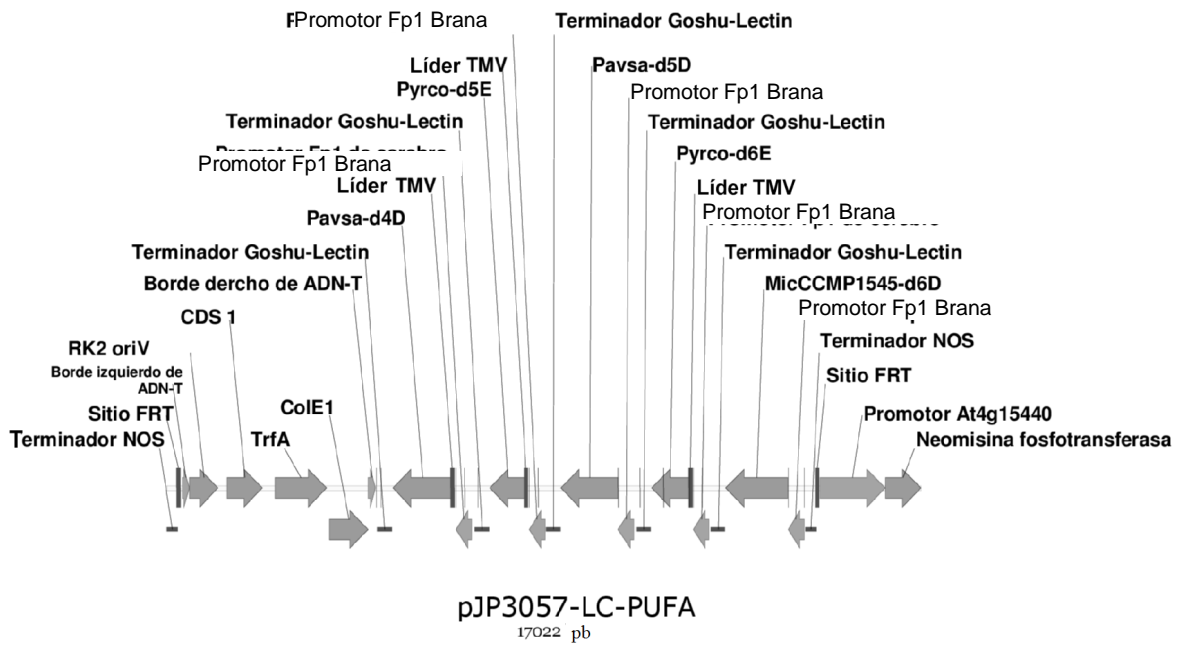 Promotor Fp1 Brana
Terminador Goshu-Lectin
Líder TMV
Pavsa-d5D
Pyrco-d5E
Promotor Fp1 Brana
Terminador Goshu-Lectin
Terminador Goshu-Lectin
Pyrco-d6E
Promotor Fp1 Brana
Líder TMV
Líder TMV
Pavsa-d4D
Promotor Fp1 Brana
Terminador Goshu-Lectin
Terminador Goshu-Lectin
Borde dercho de ADN-T
MicCCMP1545-d6D
CDS 1
Promotor Fp1 Brana
RK2 oriV
Terminador NOS
Borde izquierdo de
ADN-T
Sitio FRT
Sitio FRT
ColE1
Promotor At4g15440
Terminador NOS
TrfA
Neomisina fosfotransferasa
pJP3057-LC-PUFA
17022 pb